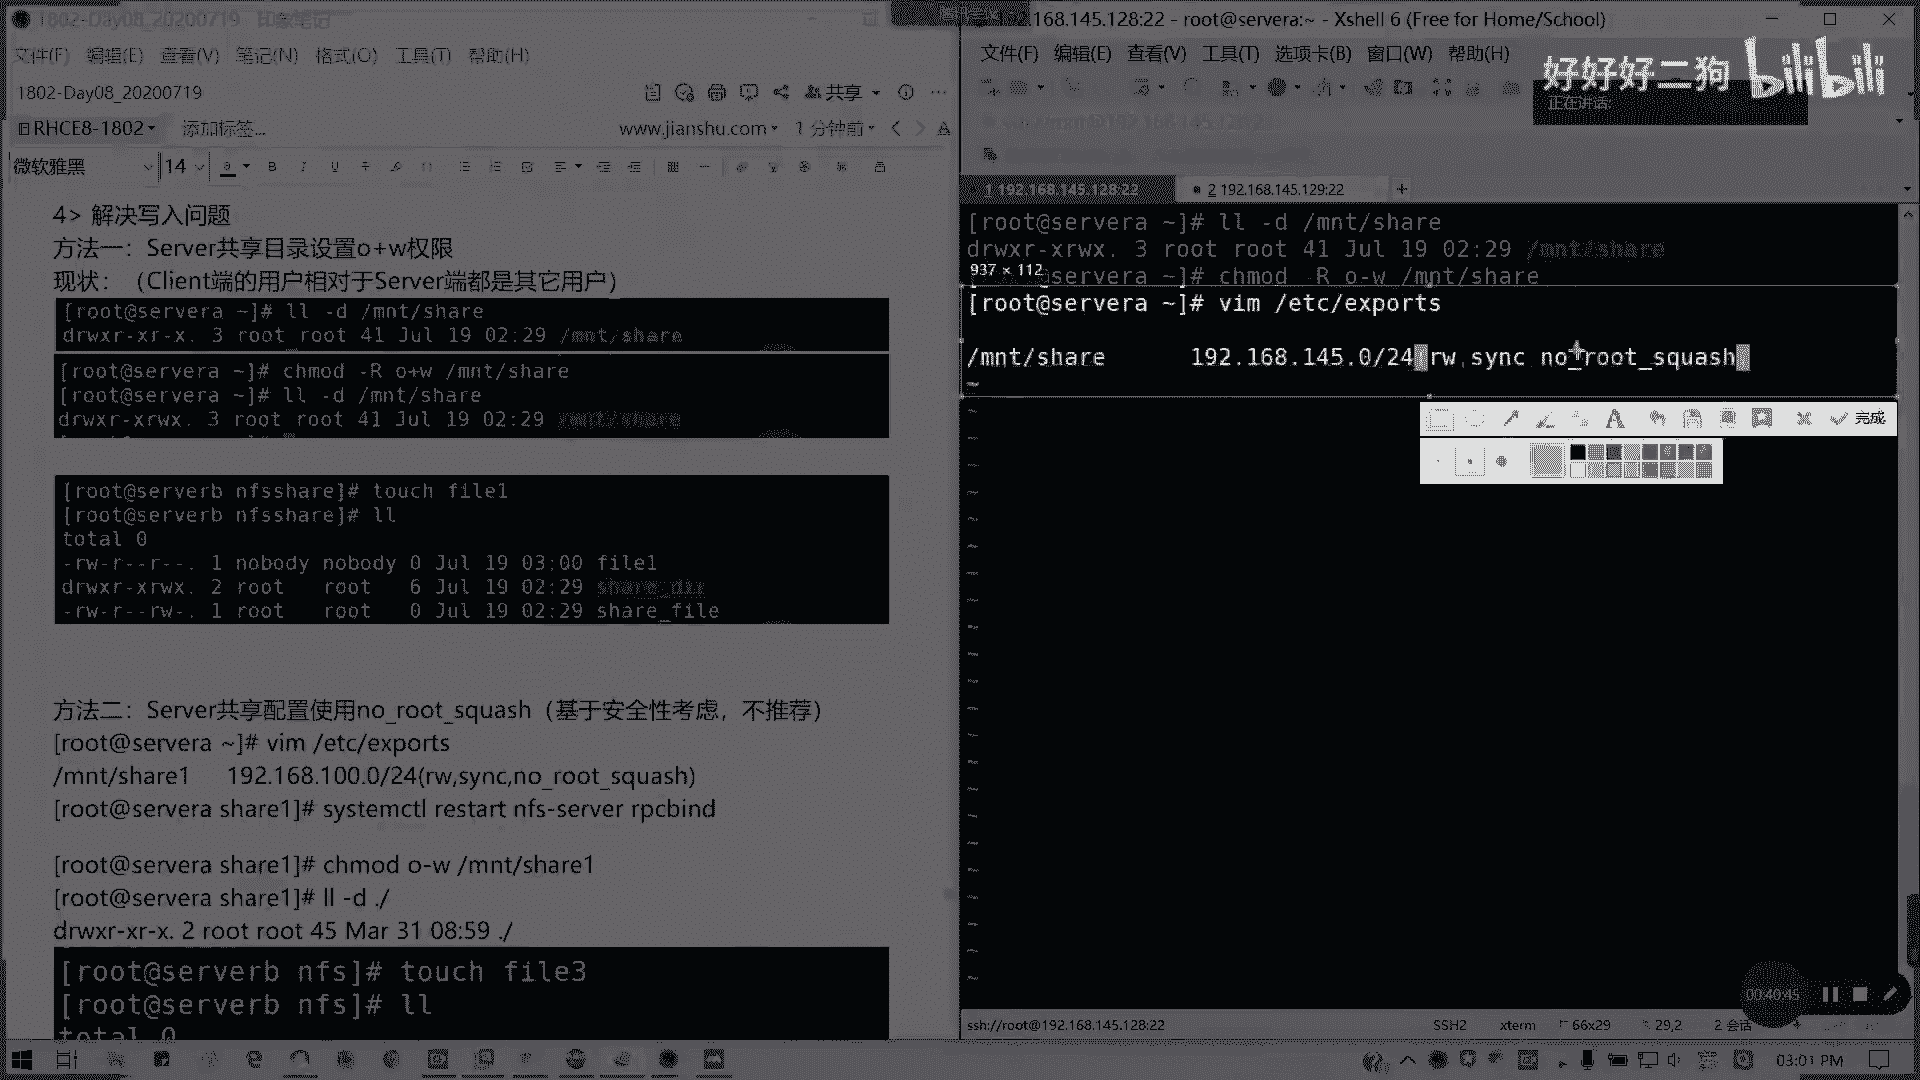 1802-Day08_20200719 印象笔记
文件(F) 编辑(E) 查看(V) 笔记(N) 格式(O) 工具(T) 帮助(H)
1802-Day08_20200719
共享
RHCE8-1802
添加标签...
www.jianshu.com
1 分钟前
微软雅黑
14
4> 解决写入问题
方法一：Server共享目录设置o+w权限
现状：（Client端的用户相对于Server端都是其它用户）
[root@servera ~]# ll -d /mnt/share
drwxr-xr-x. 3 root root 41 Jul 19 02:29 /mnt/share
[root@servera ~]# chmod -R o+w /mnt/share
[root@servera ~]# ll -d /mnt/share
drwxr-xrwx. 3 root root 41 Jul 19 02:29 /mnt/share
[root@serverb nfsshare]# touch file1
[root@serverb nfsshare]# ll
total 0
-rw-r--r--. 1 nobody nobody 0 Jul 19 03:00 file1
drwxr-xrwx. 2 root root 6 Jul 19 02:29 share_dir
-rw-r--rw-. 1 root root 0 Jul 19 02:29 share_file
方法二：Server共享配置使用no_root_squash（基于安全性考虑，不推荐）
[root@servera ~]# vim /etc/exports
/mnt/share1 192.168.100.0/24(rw,sync,no_root_squash)
[root@servera share1]# systemctl restart nfs-server rpcbind
[root@servera share1]# chmod o-w /mnt/share1
[root@servera share1]# ll -d ./
drwxr-xr-x. 2 root root 45 Mar 31 08:59 ./
[root@serverb nfs]# touch file3
[root@serverb nfs]# ll
total 0
192.168.145.128:22 - root@servera:~ - Xshell 6 (Free for Home/School)
文件(F) 编辑(E) 查看(V) 工具(T) 选项卡(B) 窗口(W) 帮助(H)
好好好二狗 bilibili
正在讲话:
1 192.168.145.128:22
2 192.168.145.129:22
[root@servera ~]# ll -d /mnt/share
drwxr-xrwx. 3 root root 41 Jul 19 02:29 /mnt/share
937 × 112
@servera ~]# chmod -R o-w /mnt/share
[root@servera ~]# vim /etc/exports
/mnt/share 192.168.145.0/24 rw,sync no_root_squash
完成
00:40:45
ssh://root@192.168.145.128:22
SSH2
xterm
66x29
29,2
2 会话
03:01 PM